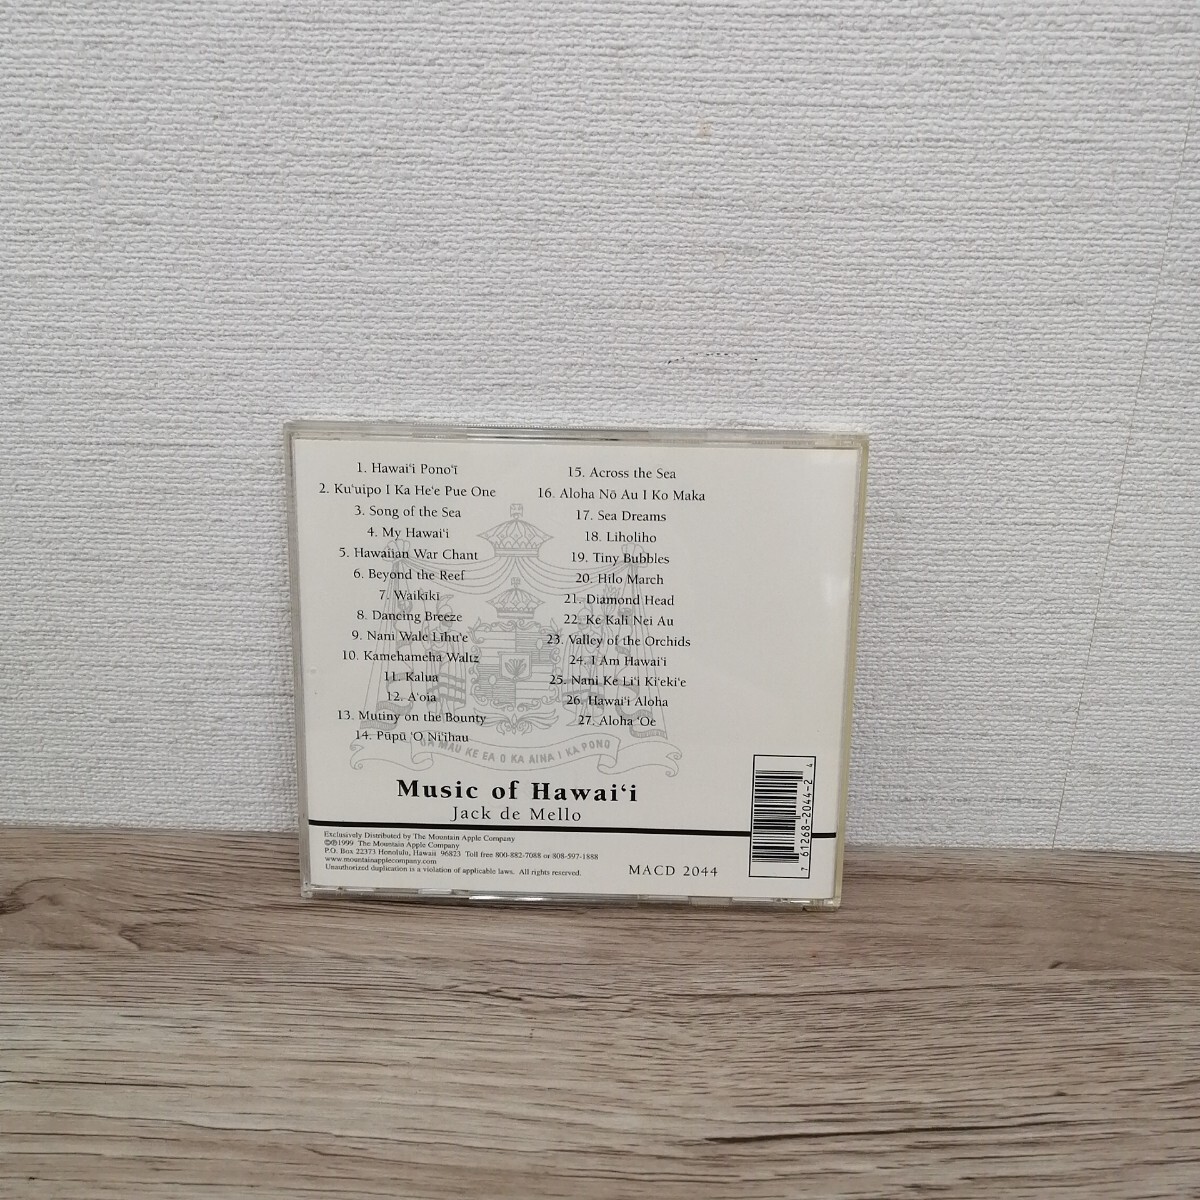 1. Hawai‘i Pono‘ī
2. Ku‘uipo I Ka He‘e Pue One
3. Song of the Sea
4. My Hawai‘i
5. Hawaiian War Chant
6. Beyond the Reef
7. Waikīkī
8. Dancing Breeze
9. Nani Wale Līhu‘e
10. Kamehameha Waltz
11. Kalua
12. A‘oia
13. Mutiny on the Bounty
14. Pūpū ‘O Ni‘ihau
15. Across the Sea
16. Aloha Nō Au I Ko Maka
17. Sea Dreams
18. Liholiho
19. Tiny Bubbles
20. Hilo March
21. Diamond Head
22. Ke Kali Nei Au
23. Valley of the Orchids
24. I Am Hawai‘i
25. Nani Ke Li‘i Ki‘eki‘e
26. Hawai‘i Aloha
27. Aloha ‘Oe
UA MAU KE EA O KA AINA I KA PONO
Music of Hawai‘i
Jack de Mello
Exclusively Distributed by The Mountain Apple Company
©℗1999 The Mountain Apple Company
P.O. Box 22373 Honolulu, Hawaii 96823 Toll free 800-882-7088 or 808-597-1888
www.mountainapplecompany.com
Unauthorized duplication is a violation of applicable laws. All rights reserved.
MACD 2044
7 61268-2044-2 4